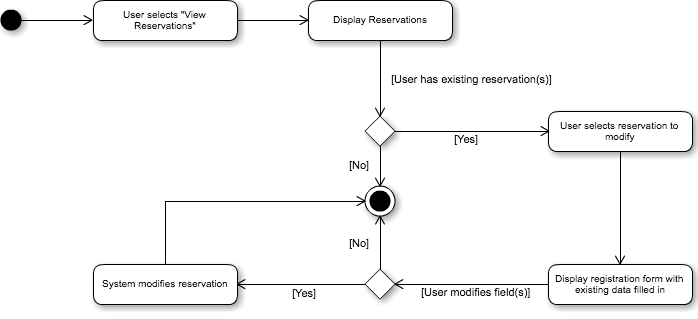 User selects "View
Reservations"
Display Reservations
[User has existing reservation(s)]
User selects reservation to
modify
[Yes]
[No]
[No]
System modifies reservation
[Yes]
[User modifies field(s)]
Display registration form with
existing data filled in